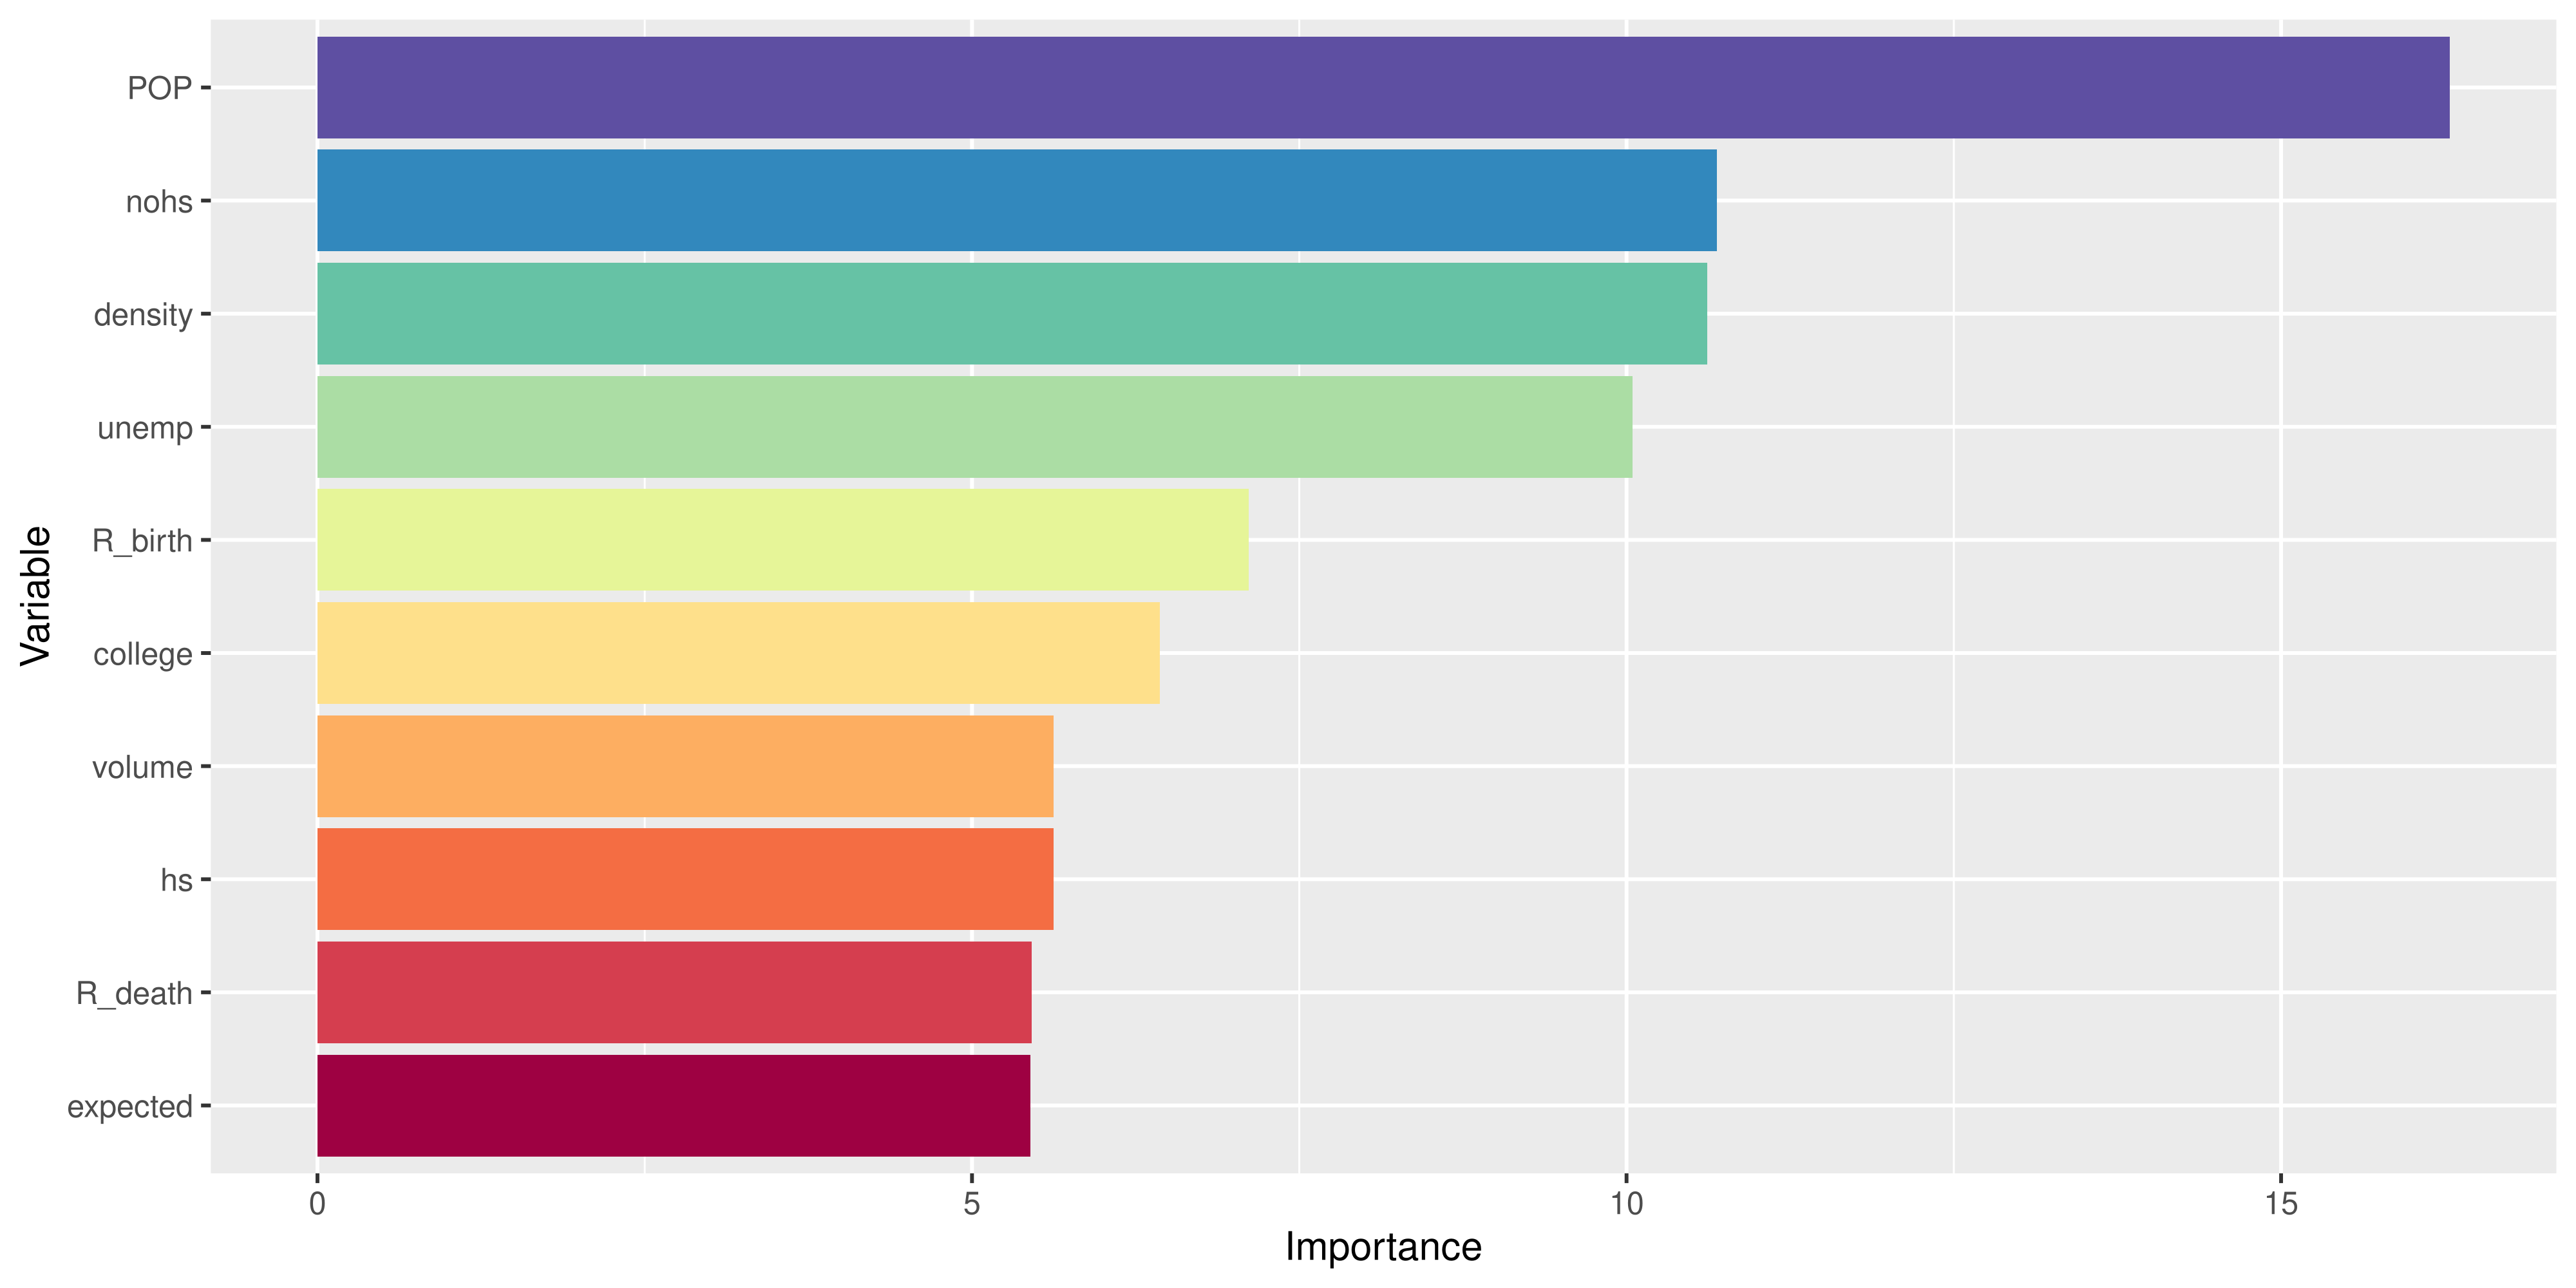 POP
nohs
density
unemp
R_birth
college
volume
hs
R_death
expected
Variable
0 5 10 15
Importance